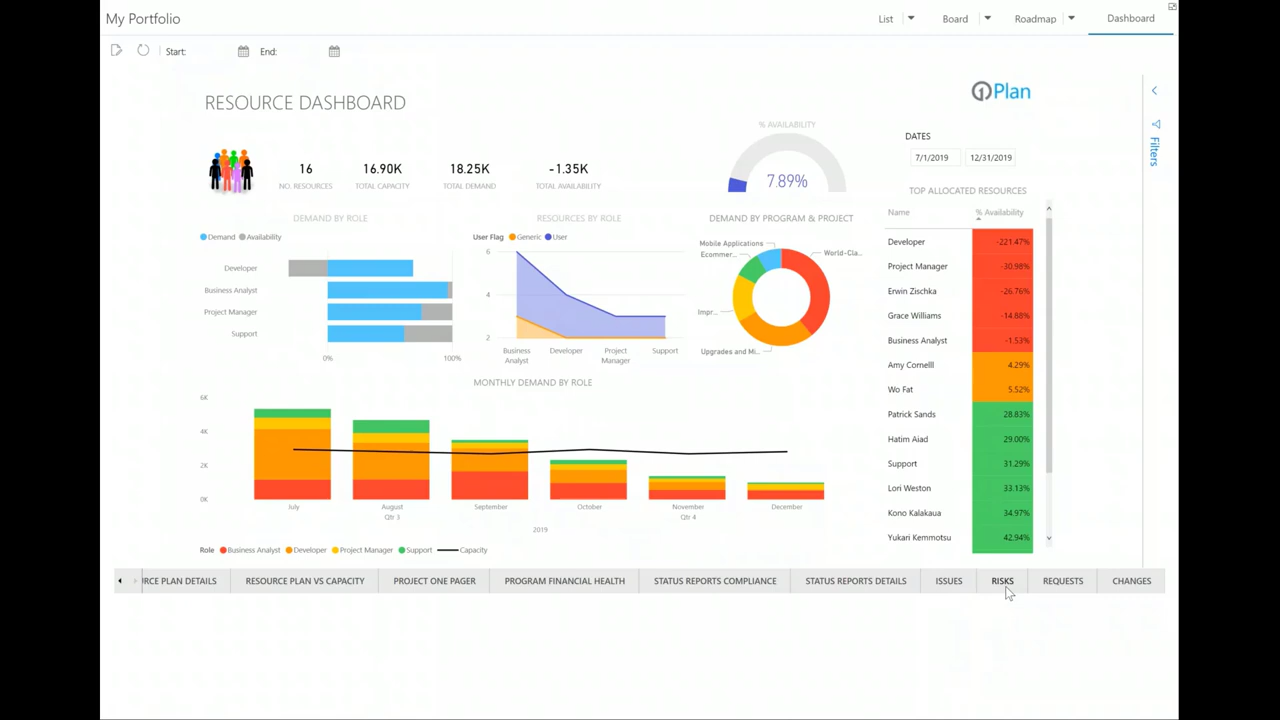 My Portfolio
List Board Roadmap Dashboard
Start: End:
RESOURCE DASHBOARD
1Plan
16 16.90K 18.25K -1.35K
NO. RESOURCES TOTAL CAPACITY TOTAL DEMAND TOTAL AVAILABILITY
% AVAILABILITY
7.89%
DATES
7/1/2019 12/31/2019
Filters
DEMAND BY ROLE
Demand Availability
Developer
Business Analyst
Project Manager
Support
0% 100%
RESOURCES BY ROLE
User Flag Generic User
6
4
2
Business Analyst Developer Project Manager Support
DEMAND BY PROGRAM & PROJECT
Mobile Applications
Ecommer...
World-Cla...
Impr...
Upgrades and Mi...
TOP ALLOCATED RESOURCES
Name % Availability
Developer -221.47%
Project Manager -30.98%
Erwin Zischka -26.76%
Grace Williams -14.88%
Business Analyst -1.53%
Amy Cornelll 4.29%
Wo Fat 5.52%
Patrick Sands 28.83%
Hatim Aiad 29.00%
Support 31.29%
Lori Weston 33.13%
Kono Kalakaua 34.97%
Yukari Kemmotsu 42.94%
MONTHLY DEMAND BY ROLE
6K
4K
2K
0K
July August September October November December
Qtr 3 Qtr 4
2019
Role Business Analyst Developer Project Manager Support Capacity
RCE PLAN DETAILS RESOURCE PLAN VS CAPACITY PROJECT ONE PAGER PROGRAM FINANCIAL HEALTH STATUS REPORTS COMPLIANCE STATUS REPORTS DETAILS ISSUES RISKS REQUESTS CHANGES